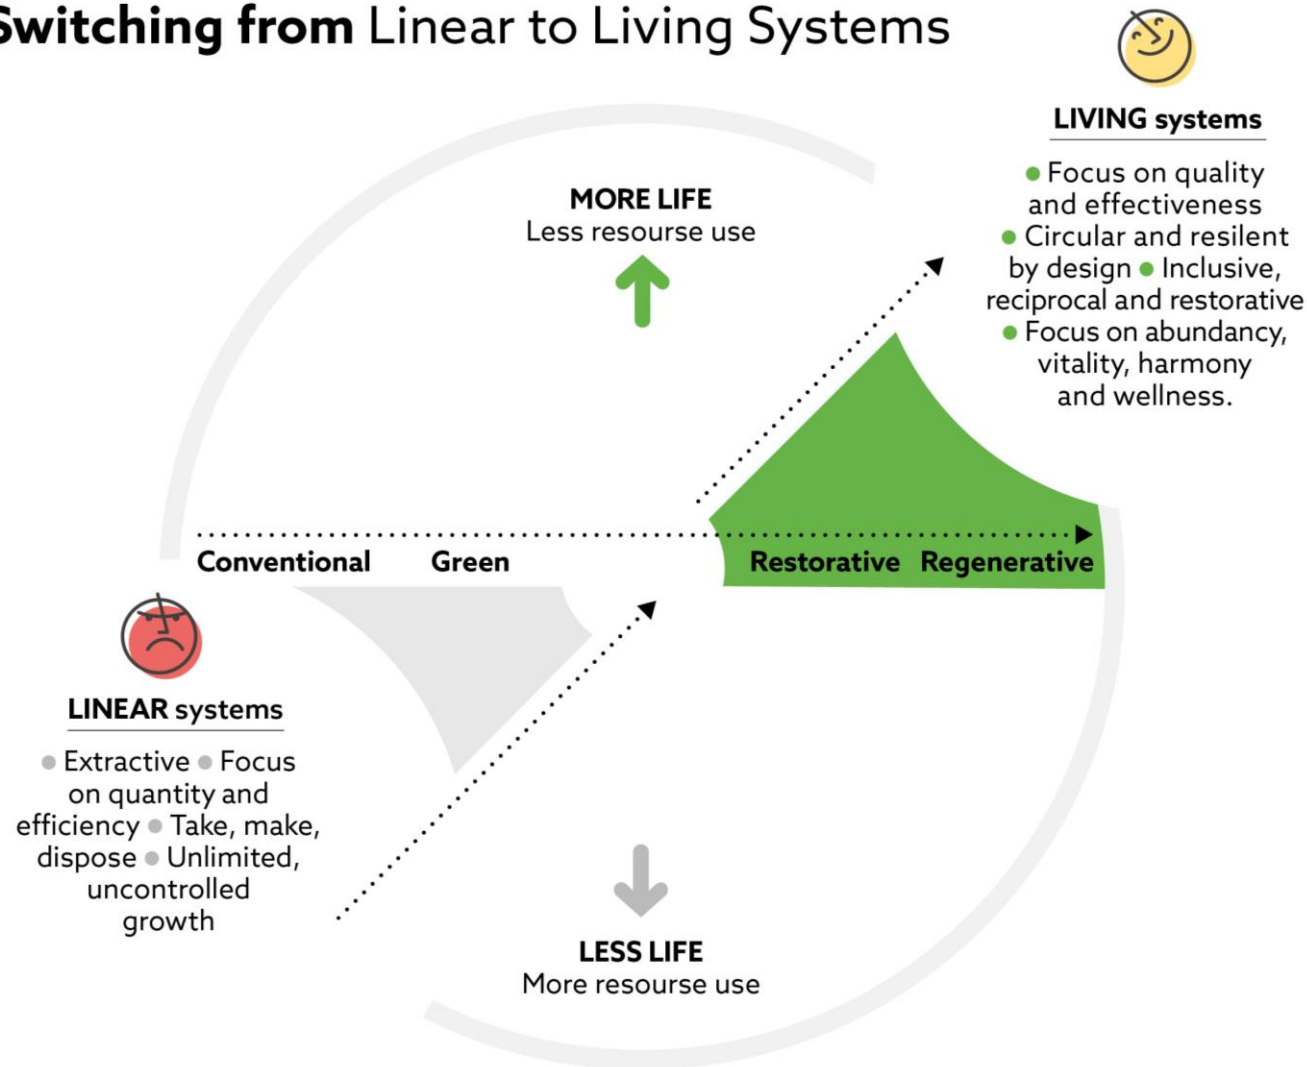 Switching from Linear to Living Systems
LIVING systems
• Focus on quality
and effectiveness
• Circular and resilent
by design • Inclusive,
reciprocal and restorative
• Focus on abundancy,
vitality, harmony
and wellness.
MORE LIFE
Less resourse use
Conventional
Green
Restorative
Regenerative
LINEAR systems
• Extractive • Focus
on quantity and
efficiency • Take, make,
dispose • Unlimited,
uncontrolled
growth
LESS LIFE
More resourse use